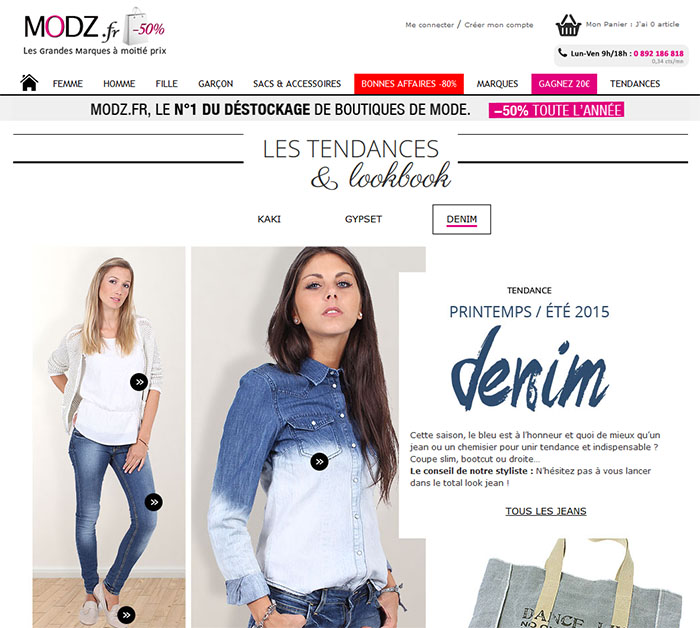 MODZ.fr -50%
Les Grandes Marques à moitié prix
Me connecter / Créer mon compte
Mon Panier : J'ai 0 article
Lun-Ven 9h/18h : 0 892 186 818
0,34 cts/mn
FEMME HOMME FILLE GARÇON SACS & ACCESSOIRES BONNES AFFAIRES -80% MARQUES GAGNEZ 20€ TENDANCES
MODZ.FR, LE N°1 DU DÉSTOCKAGE DE BOUTIQUES DE MODE. –50% TOUTE L'ANNÉE
LES TENDANCES
& lookbook
KAKI GYPSET DENIM
TENDANCE
PRINTEMPS / ÉTÉ 2015
denim
Cette saison, le bleu est à l'honneur et quoi de mieux qu'un
jean ou un chemisier pour unir tendance et indispensable ?
Coupe slim, bootcut ou droite...
Le conseil de notre styliste : N'hésitez pas à vous lancer
dans le total look jean !
TOUS LES JEANS
DANCE